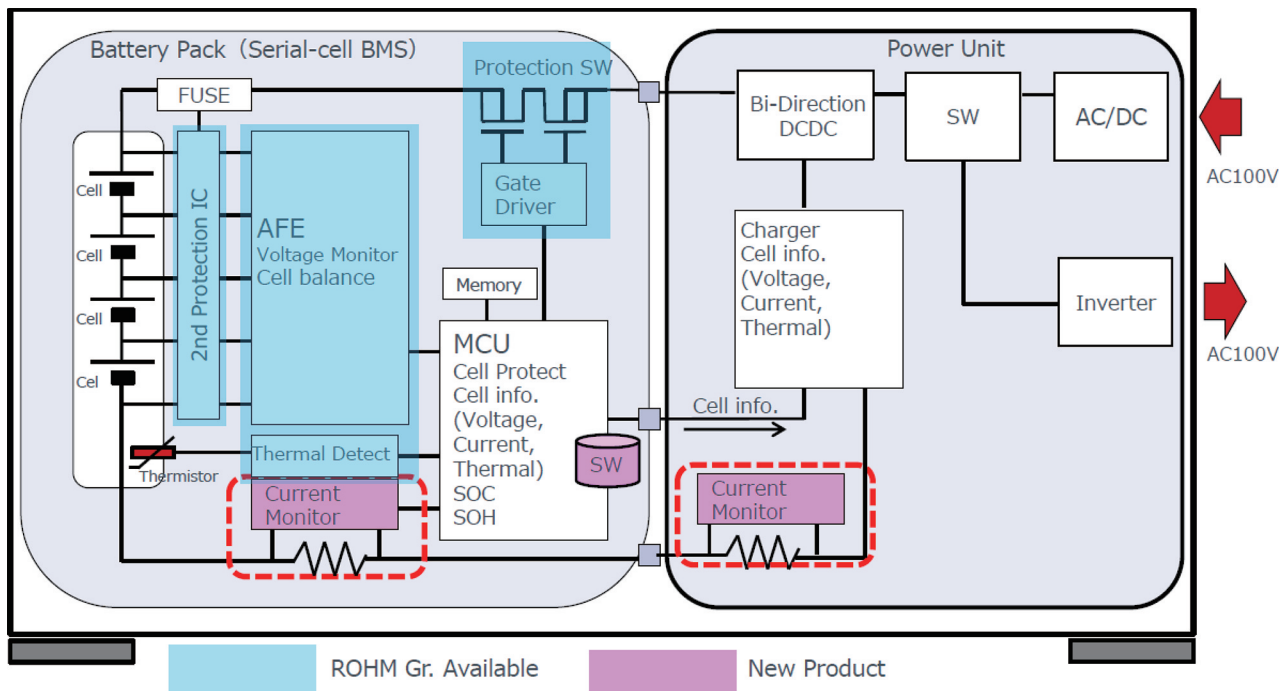 Battery Pack（Serial-cell BMS）
FUSE
Protection SW
Gate
Driver
Cell
Cell
Cell
Cel
2nd Protection IC
AFE
Voltage Monitor
Cell balance
Memory
MCU
Cell Protect
Cell info.
(Voltage,
Current,
Thermal)
SOC
SOH
SW
Thermal Detect
Thermistor
Current
Monitor
Power Unit
Bi-Direction
DCDC
SW
AC/DC
AC100V
Charger
Cell info.
(Voltage,
Current,
Thermal)
Inverter
AC100V
Cell info.
Current
Monitor
ROHM Gr. Available
New Product